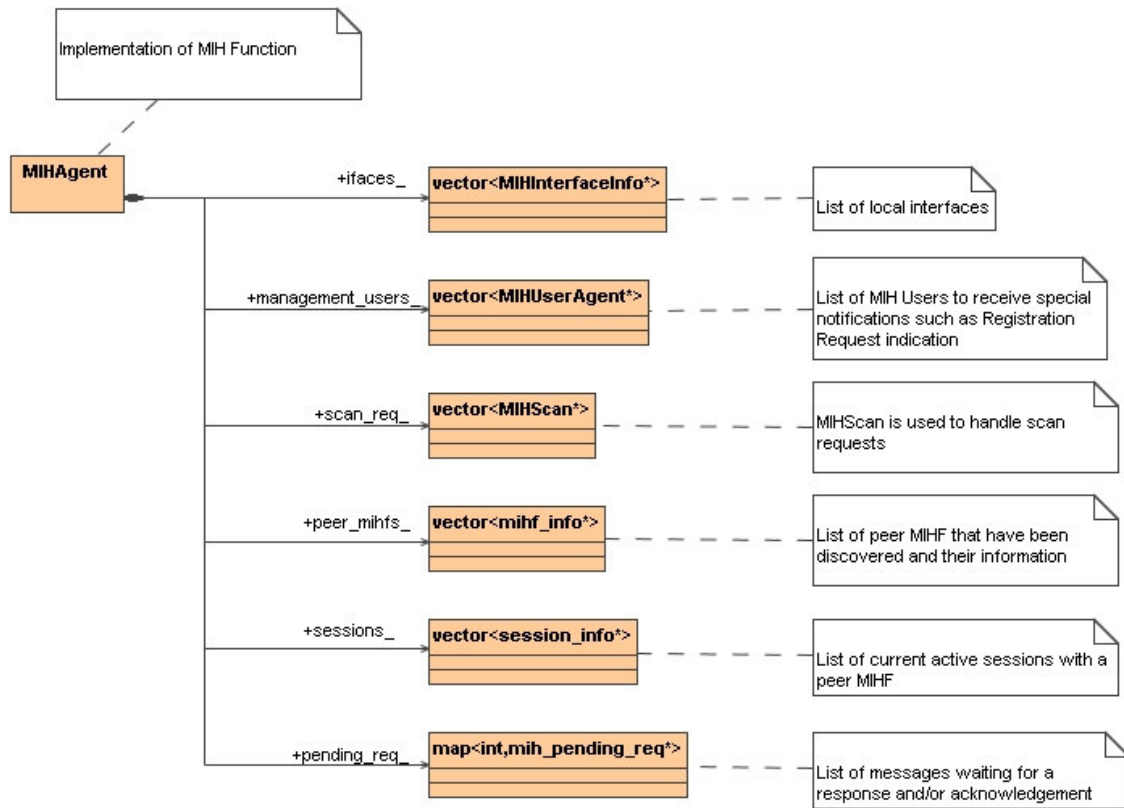 Implementation of MIH Function
MIHAgent
+ifaces_
vector<MIHInterfaceInfo*>
List of local interfaces
+management_users_
vector<MIHUserAgent*>
List of MIH Users to receive special
notifications such as Registration
Request indication
+scan_req_
vector<MIHScan*>
MIHScan is used to handle scan
requests
+peer_mihfs_
vector<mihf_info*>
List of peer MIHF that have been
discovered and their information
+sessions_
vector<session_info*>
List of current active sessions with a
peer MIHF
+pending_req_
map<int,mih_pending_req*>
List of messages waiting for a
response and/or acknowledgement